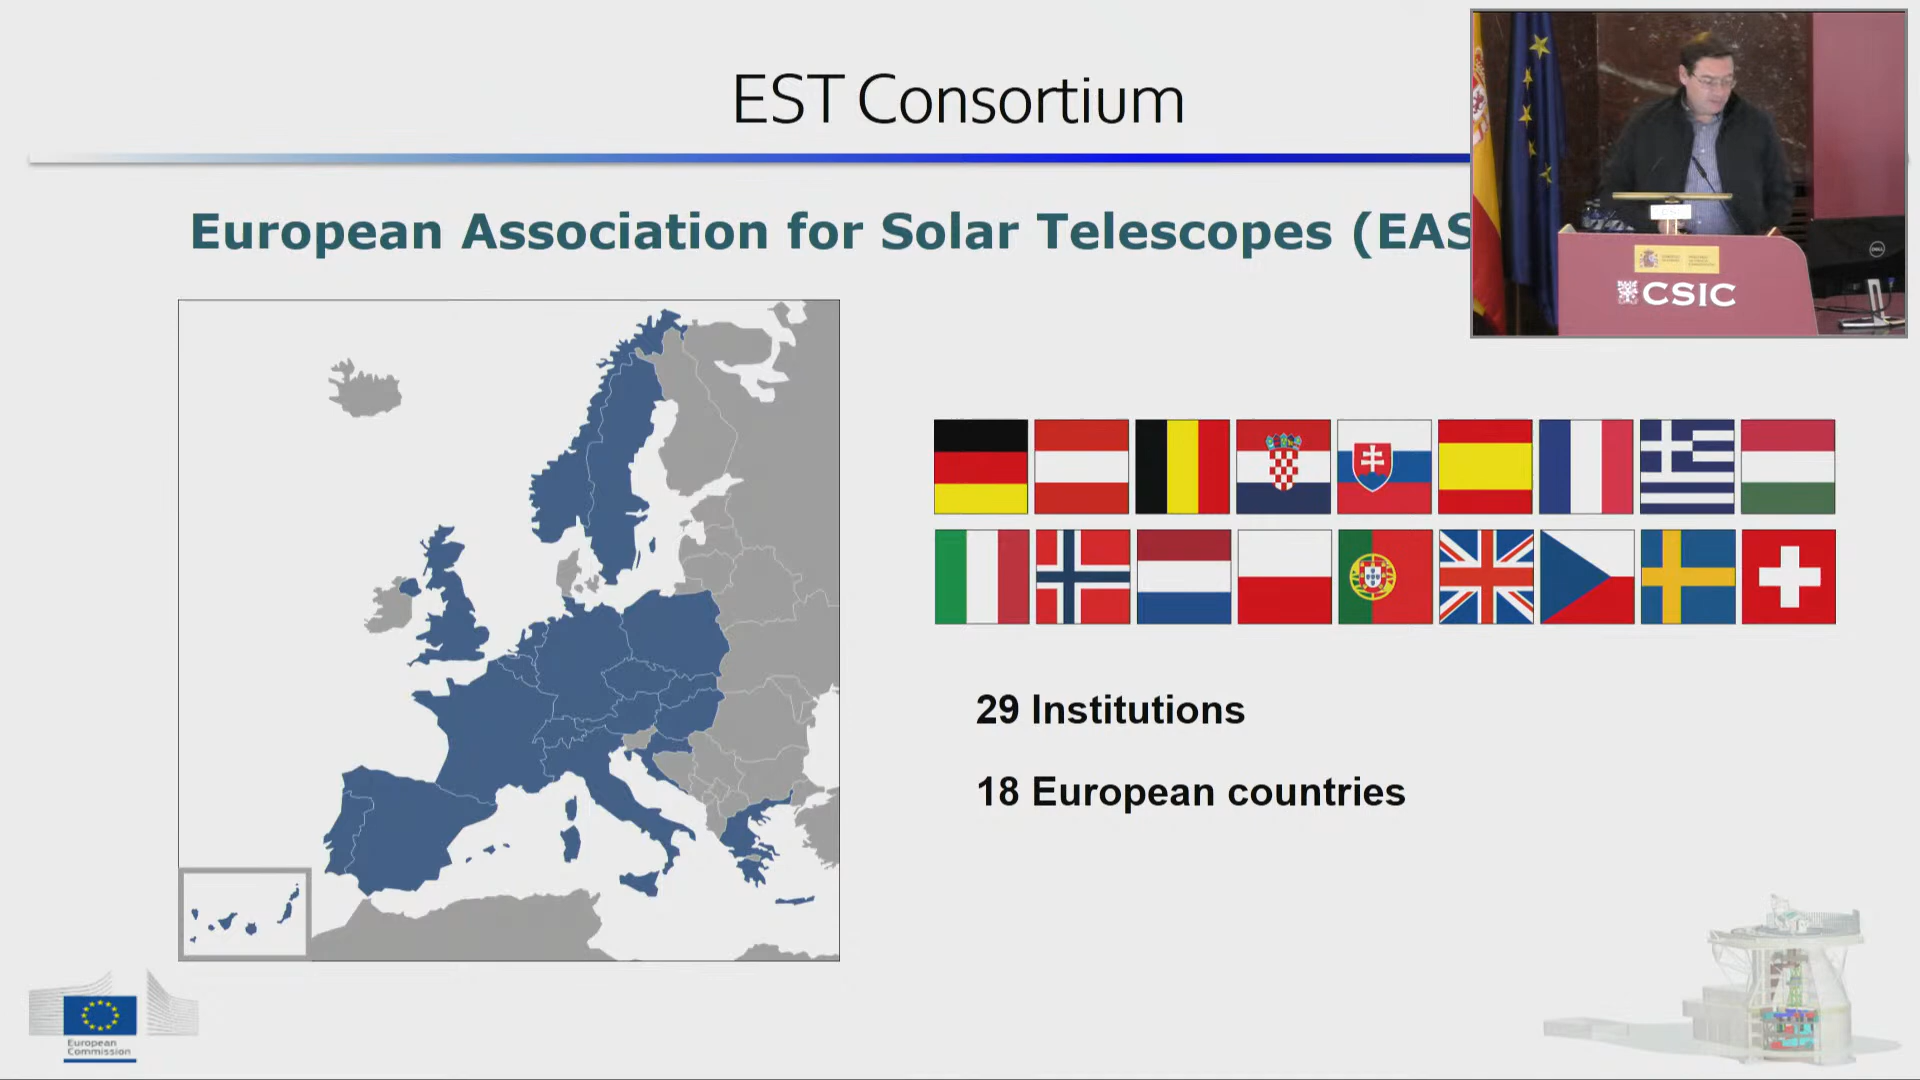 EST Consortium
European Association for Solar Telescopes (EAS
CSIC
29 Institutions
18 European countries
European
Commission